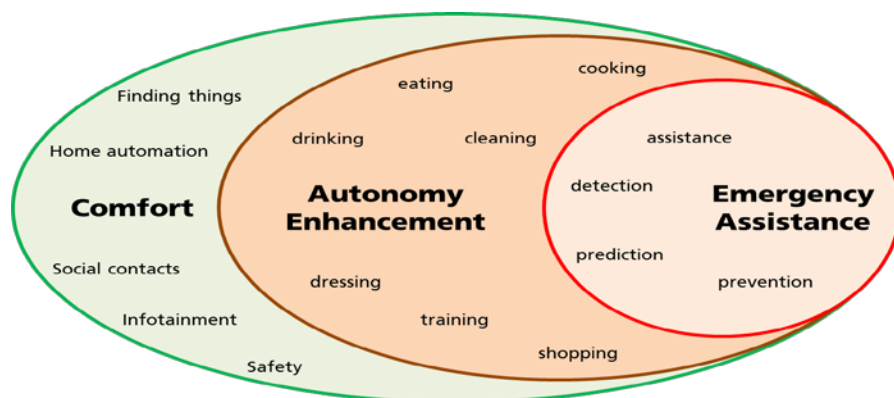 cooking
eating
Finding things
drinking
cleaning
assistance
Home automation
detection
Comfort
Autonomy
Enhancement
Emergency
Assistance
prediction
Social contacts
dressing
prevention
Infotainment
training
shopping
Safety